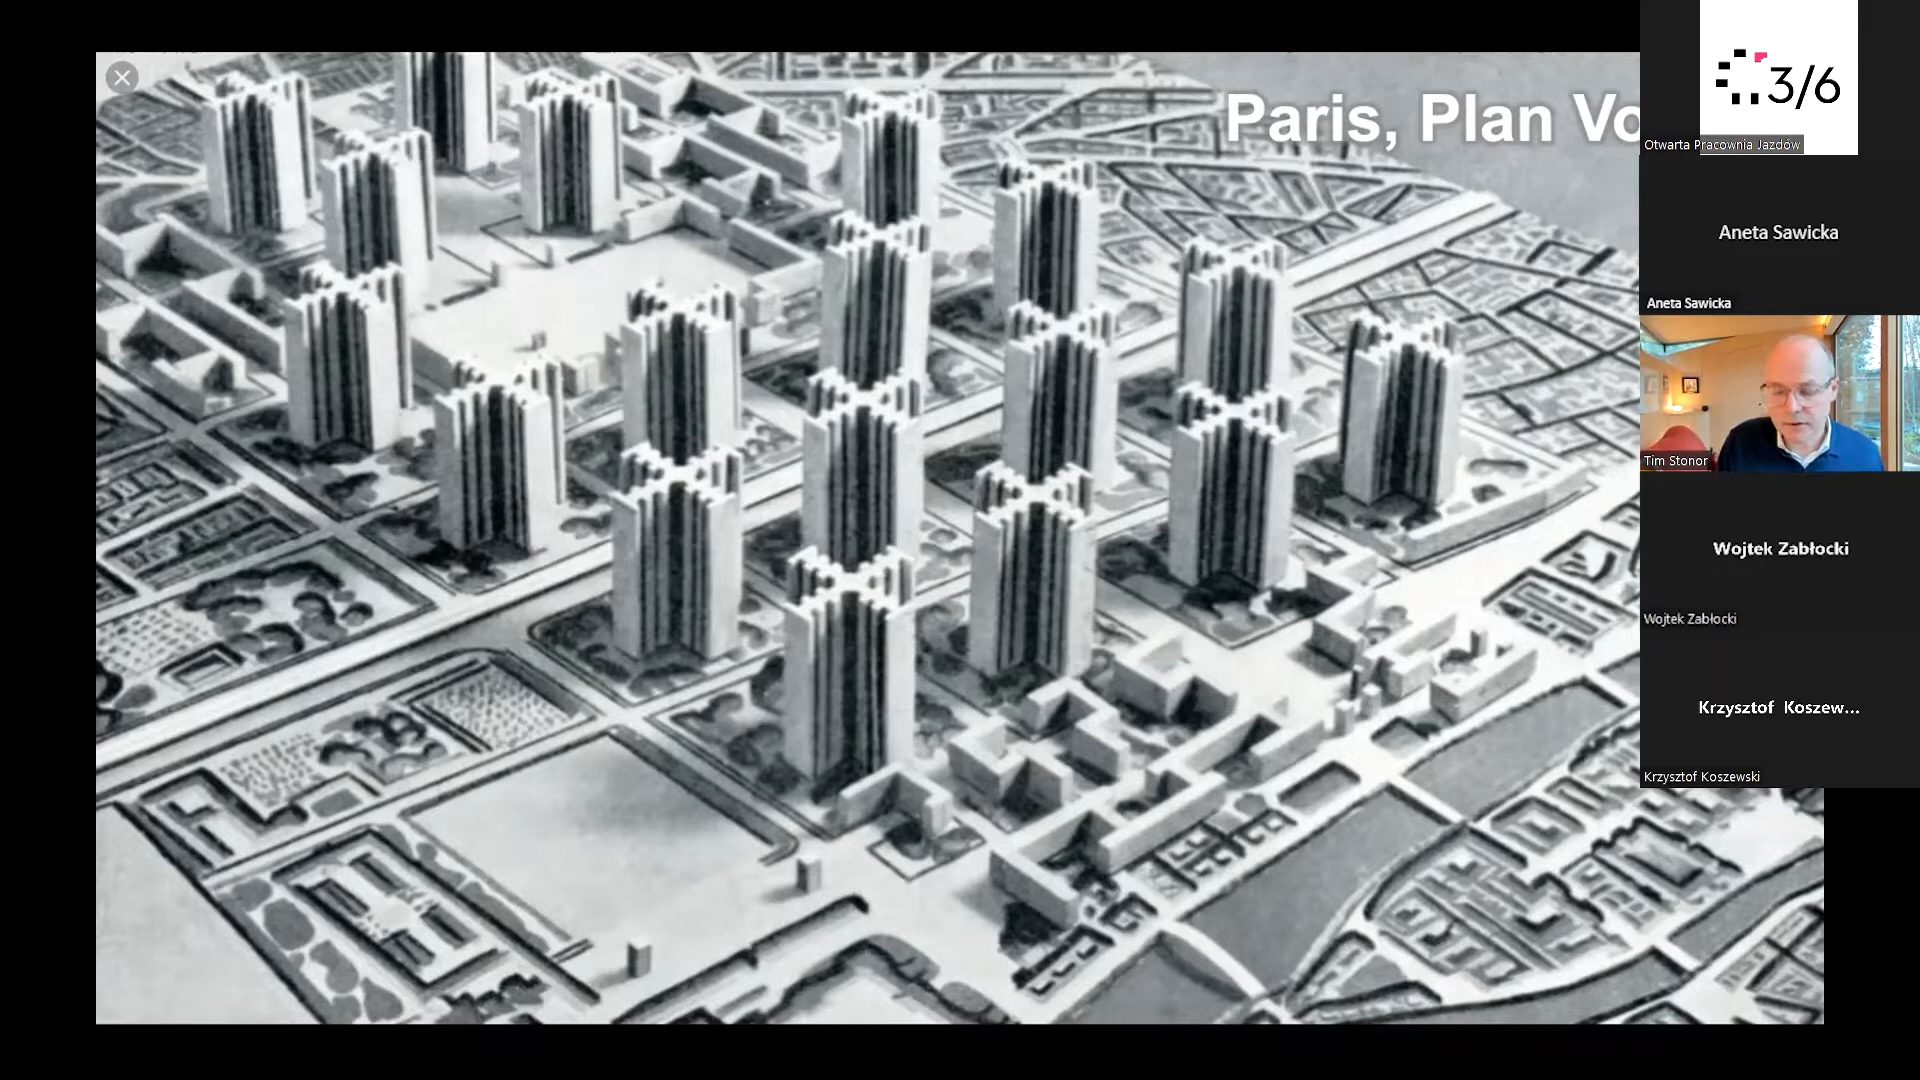 Paris, Plan Vo
3/6
Otwarta Pracownia Jazdów
Aneta Sawicka
Aneta Sawicka
Tim Stonor
Wojtek Zabłocki
Wojtek Zabłocki
Krzysztof Koszew...
Krzysztof Koszewski